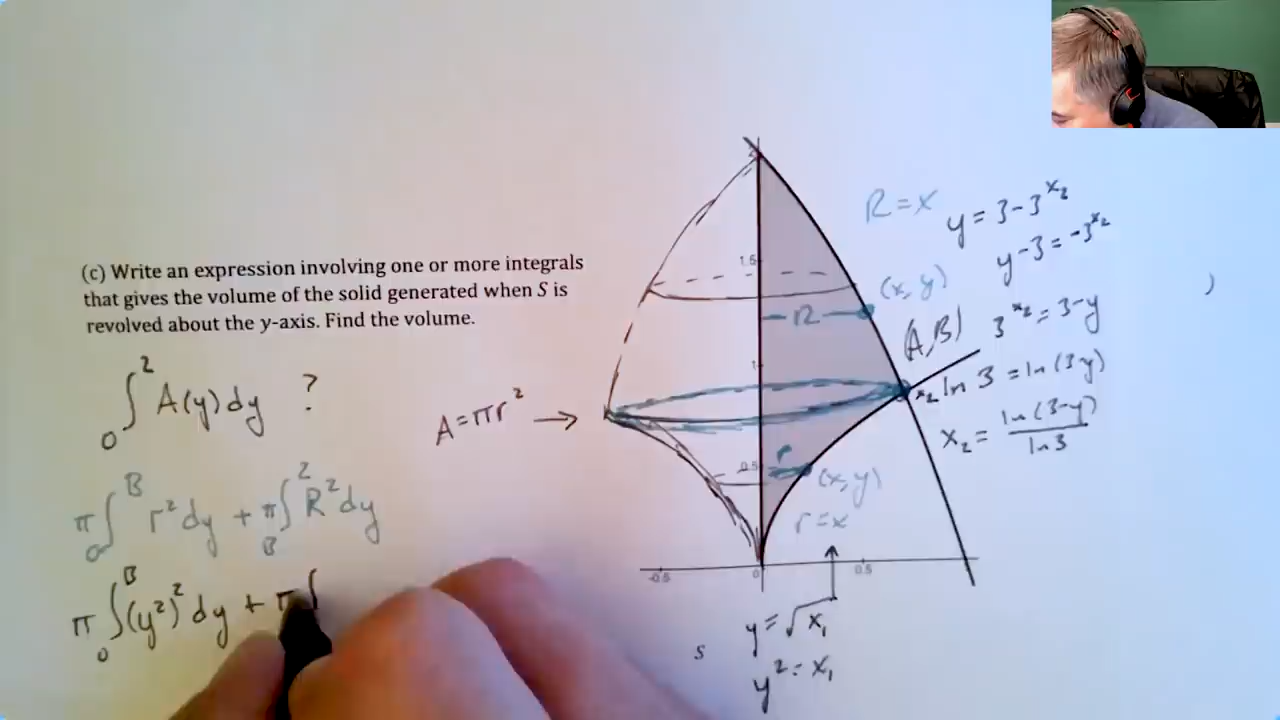 (c) Write an expression involving one or more integrals
that gives the volume of the solid generated when S is
revolved about the y-axis. Find the volume.
∫₀² A(y) dy ?
A = πr² →
π ∫₀ᴮ r² dy + π ∫_B² R² dy
π ∫₀ᴮ (y²)² dy + π ∫
R = x
y = 3 - 3^x₂
y - 3 = -3^x₂
(x, y)
(A, B)
3^x₂ = 3 - y
x₂ ln 3 = ln (3-y)
x₂ = ln (3-y) / ln 3
2
1.5
R
1
0.5
r
(x, y)
r = x
-0.5
0
0.5
S
y = √x₁
y² = x₁